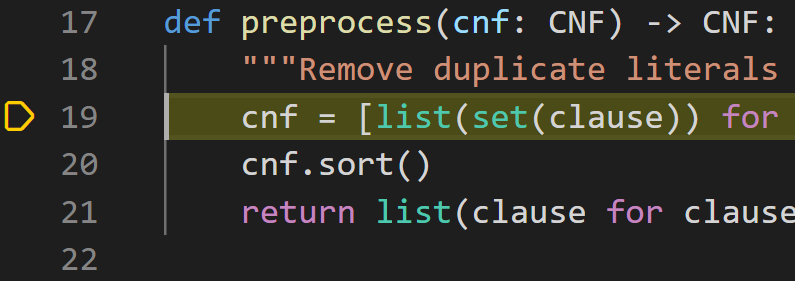 17 def preprocess(cnf: CNF) -> CNF:
18 """Remove duplicate literals
19 cnf = [list(set(clause)) for
20 cnf.sort()
21 return list(clause for clause
22